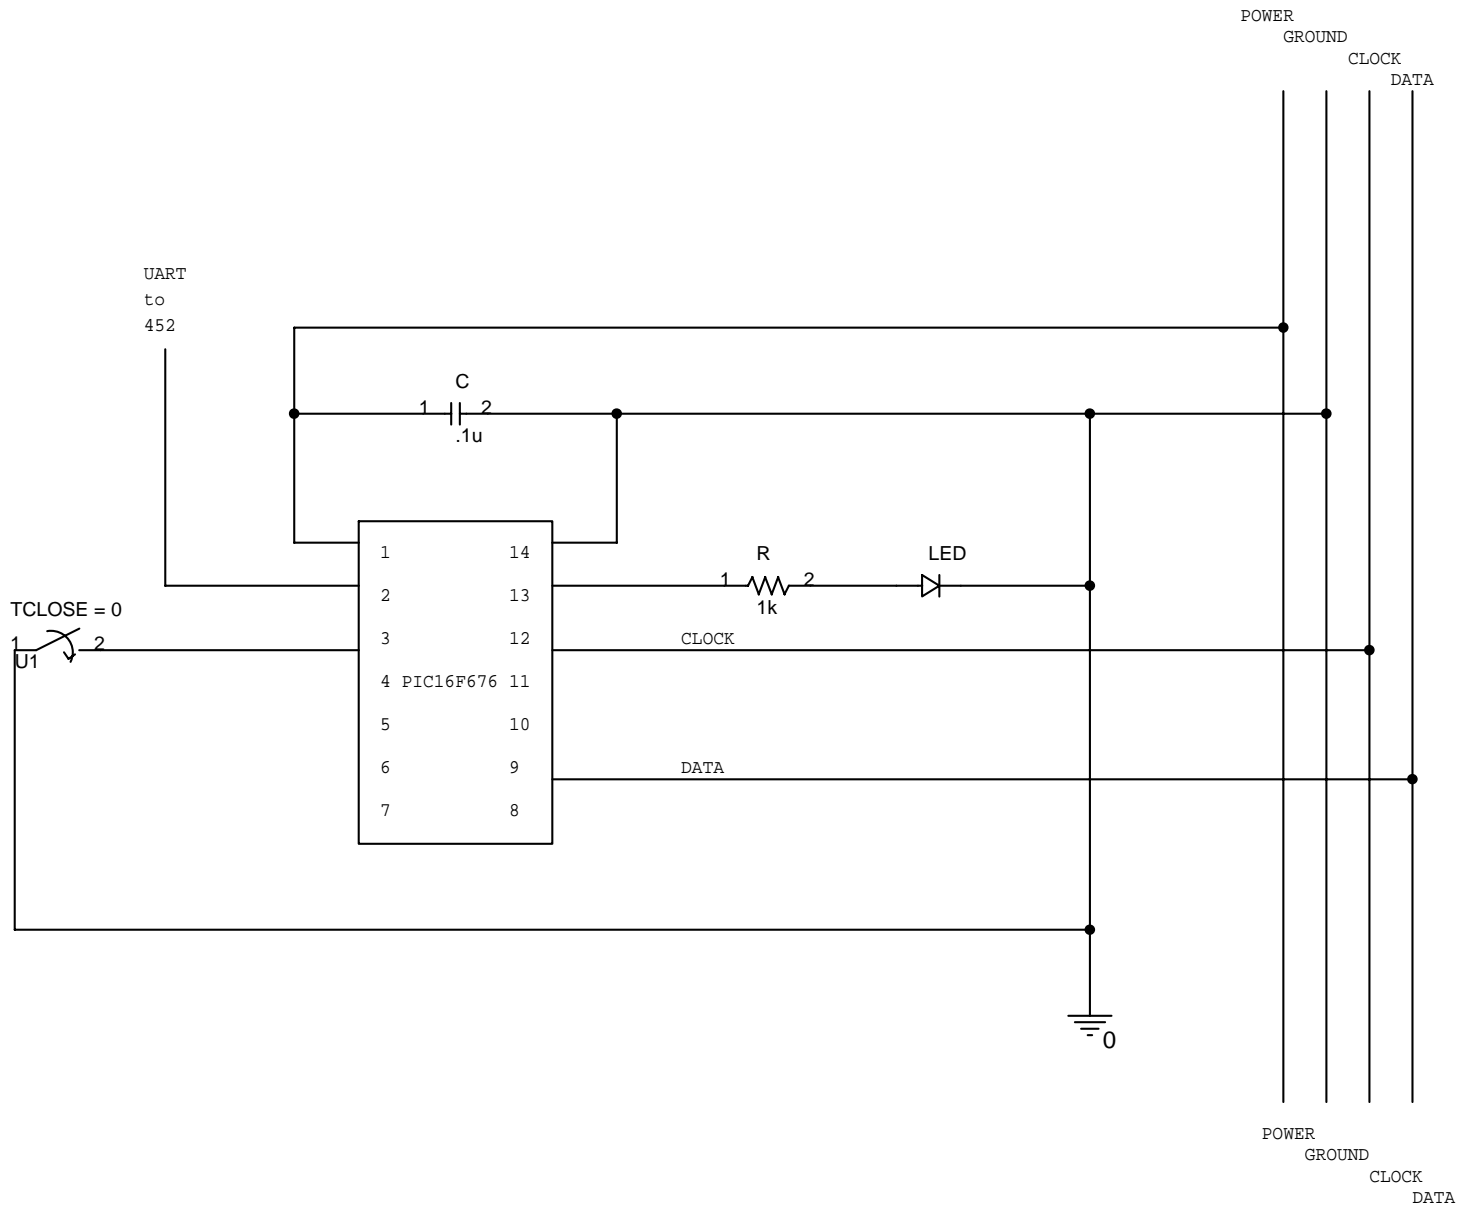 POWER
GROUND
CLOCK
DATA
UART
to
452
C
1 2
.1u
1 14
R LED
1 2
2 13
1k
TCLOSE = 0
1 2
U1
3 12
CLOCK
4 PIC16F676 11
5 10
6 9
DATA
7 8
0
POWER
GROUND
CLOCK
DATA